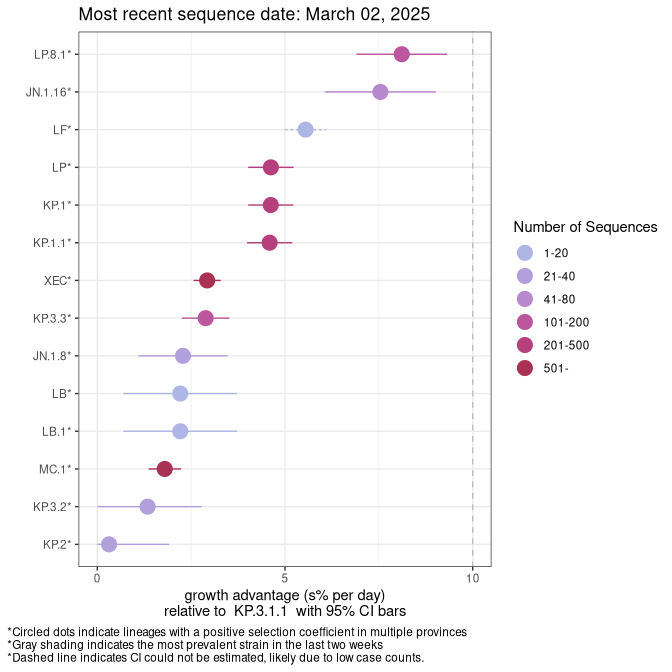 Most recent sequence date: March 02, 2025
LP.8.1*
JN.1.16*
LF*
LP*
KP.1*
KP.1.1*
XEC*
KP.3.3*
JN.1.8*
LB*
LB.1*
MC.1*
KP.3.2*
KP.2*
0 5 10
growth advantage (s% per day)
relative to KP.3.1.1 with 95% CI bars
Number of Sequences
1-20
21-40
41-80
101-200
201-500
501-
*Circled dots indicate lineages with a positive selection coefficient in multiple provinces
*Gray shading indicates the most prevalent strain in the last two weeks
*Dashed line indicates CI could not be estimated, likely due to low case counts.